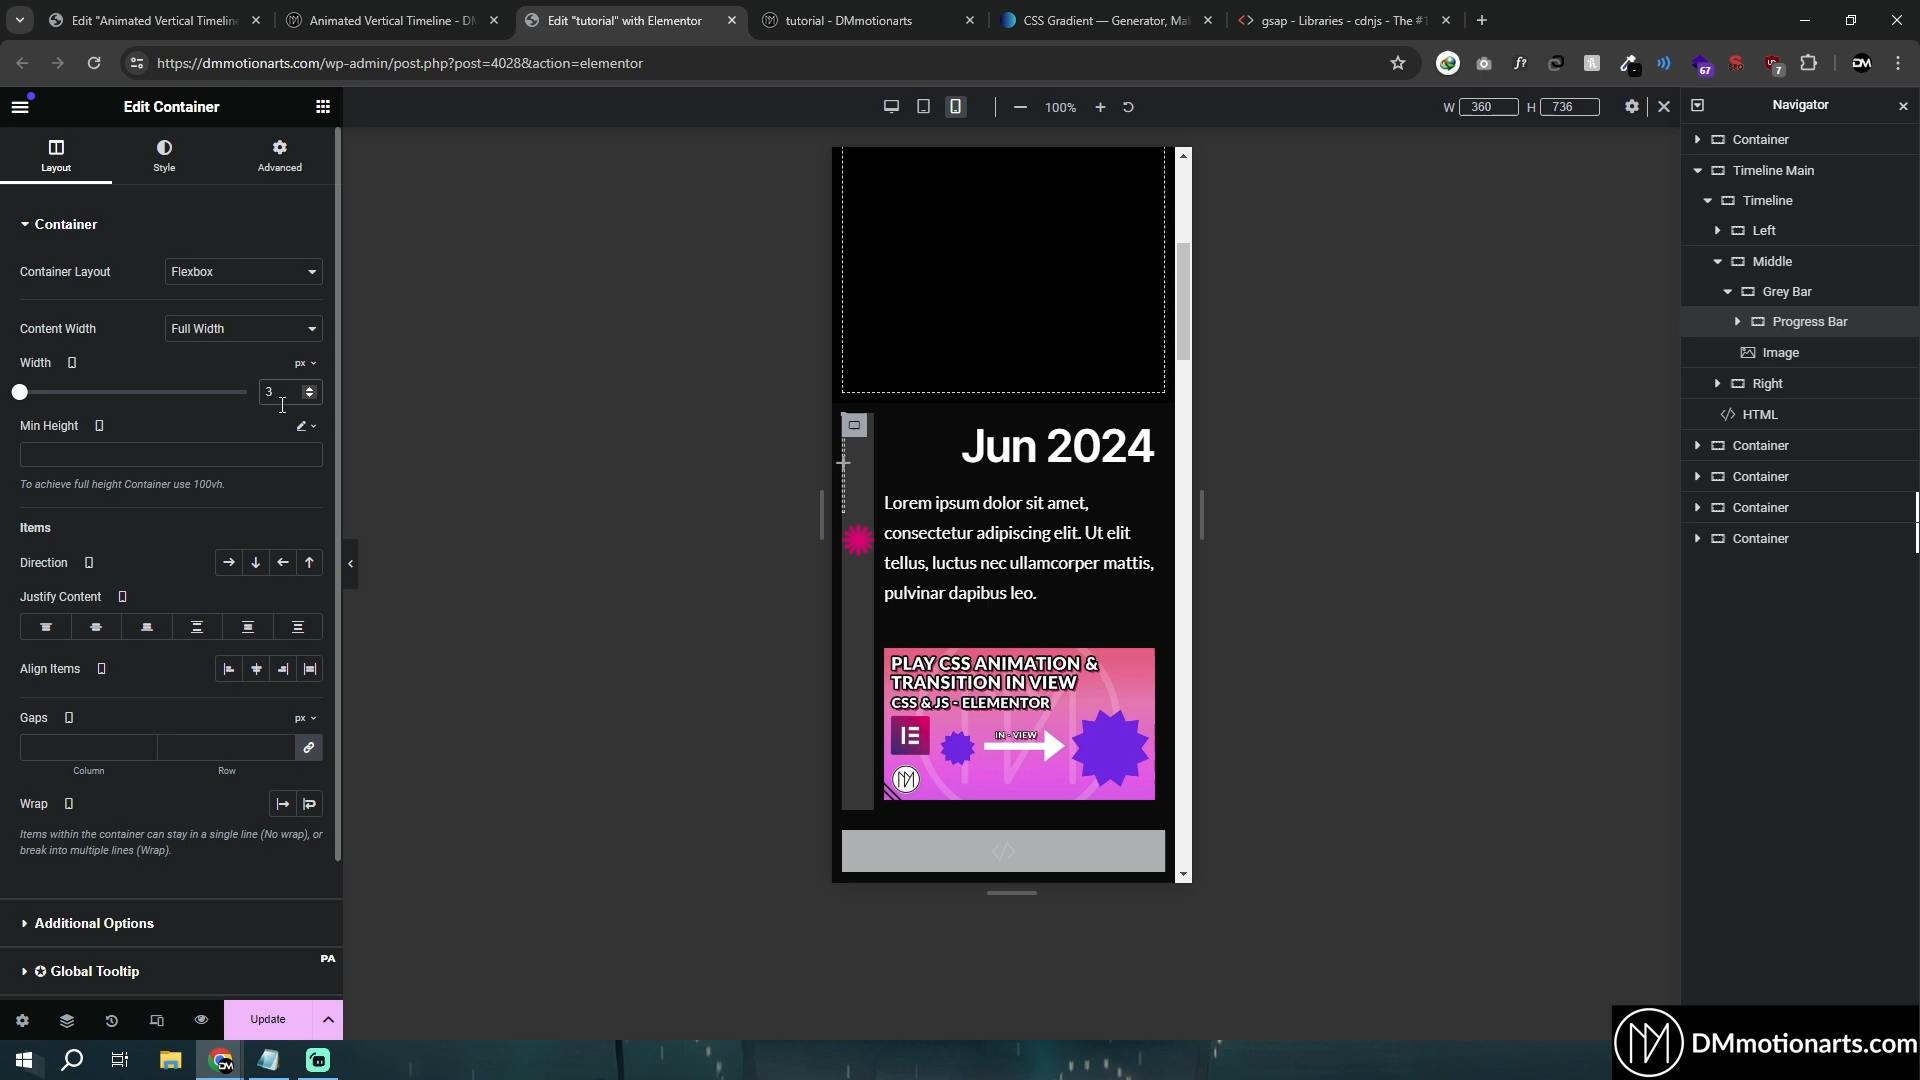 Edit "Animated Vertical Timeline
Animated Vertical Timeline - DM
Edit "tutorial" with Elementor
tutorial - DMmotionarts
CSS Gradient — Generator, Ma
gsap - Libraries - cdnjs - The #1
https://dmmotionarts.com/wp-admin/post.php?post=4028&action=elementor
f?
67
7
DM
Edit Container
100%
W 360 H 736
Navigator
Layout
Style
Advanced
Container
Container Layout
Flexbox
Content Width
Full Width
Width
px
3
Min Height
To achieve full height Container use 100vh.
Items
Direction
Justify Content
Align Items
Gaps
px
Column
Row
Wrap
Items within the container can stay in a single line (No wrap), or
break into multiple lines (Wrap).
Additional Options
PA
Global Tooltip
Update
Jun 2024
Lorem ipsum dolor sit amet,
consectetur adipiscing elit. Ut elit
tellus, luctus nec ullamcorper mattis,
pulvinar dapibus leo.
PLAY CSS ANIMATION &
TRANSITION IN VIEW
CSS & JS - ELEMENTOR
IN - VIEW
Container
Timeline Main
Timeline
Left
Middle
Grey Bar
Progress Bar
Image
Right
HTML
Container
Container
Container
Container
DMmotionarts.com